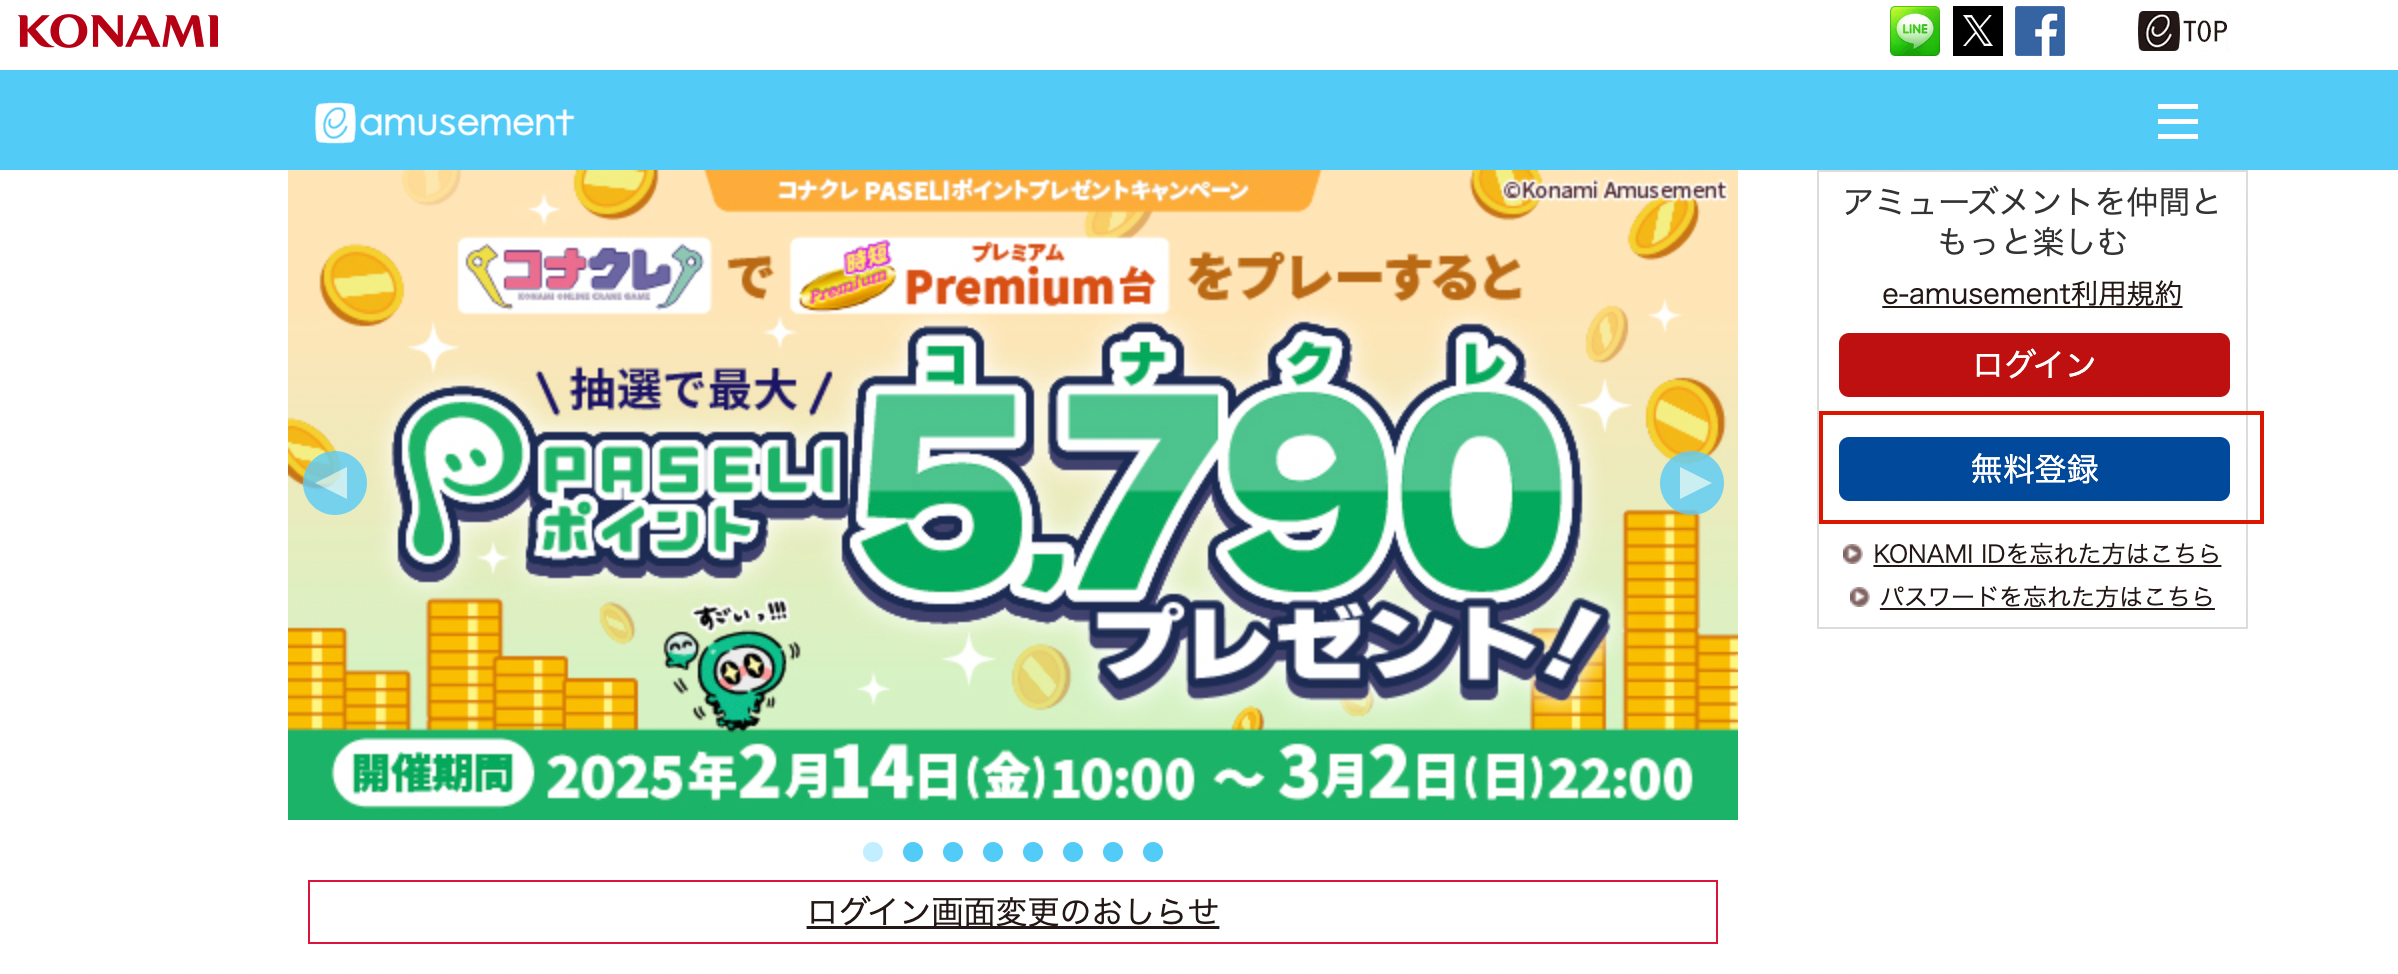 KONAMI
LINE
TOP
amusement
コナクレ PASELIポイントプレゼントキャンペーン
©Konami Amusement
コナクレ
KONAMI ONLINE CRANE GAME
で
時短
Premium
プレミアム
Premium台
をプレーすると
\ 抽選で最大 /
コナクレ
PASELI
ポイント
5,790
プレゼント!
すごいっ!!!
開催期間
2025年2月14日(金)10:00 ～ 3月2日(日)22:00
アミューズメントを仲間と
もっと楽しむ
e-amusement利用規約
ログイン
無料登録
KONAMI IDを忘れた方はこちら
パスワードを忘れた方はこちら
ログイン画面変更のおしらせ